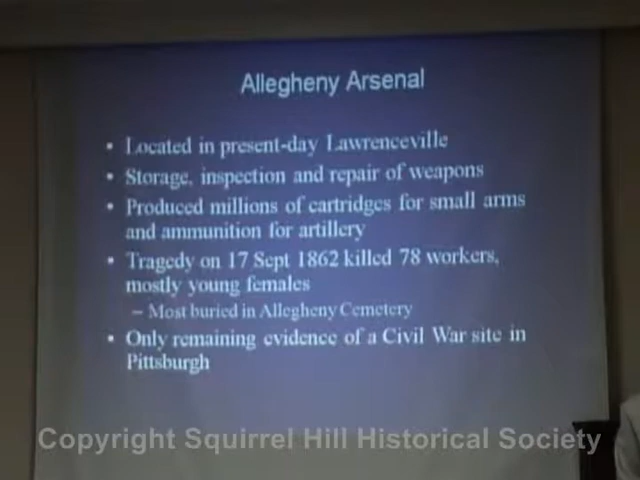 Allegheny Arsenal
• Located in present-day Lawrenceville
• Storage, inspection and repair of weapons
• Produced millions of cartridges for small arms
and ammunition for artillery
• Tragedy on 17 Sept 1862 killed 78 workers,
mostly young females
– Most buried in Allegheny Cemetery
• Only remaining evidence of a Civil War site in
Pittsburgh
Copyright Squirrel Hill Historical Society